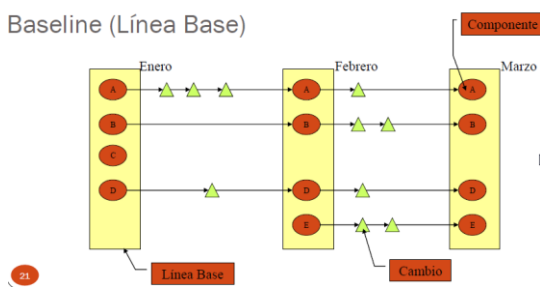 Baseline (Línea Base)
Componente
Enero
Febrero
Marzo
A
A
A
B
B
B
C
D
D
D
E
E
21
Línea Base
Cambio